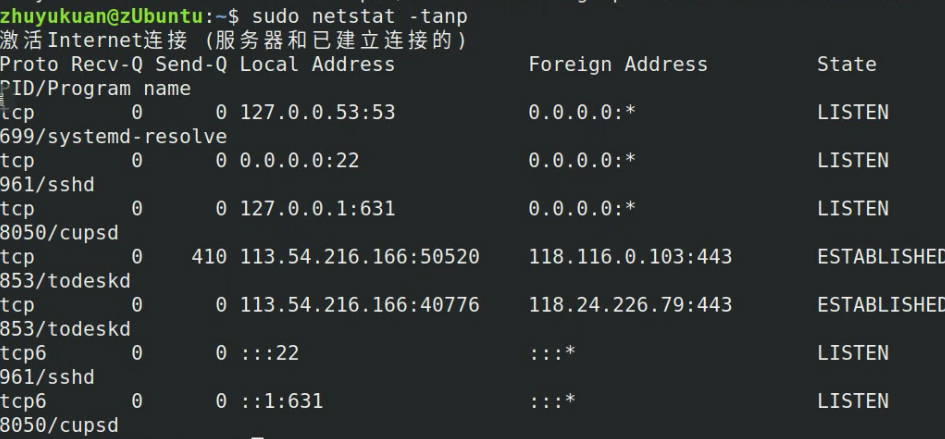 zhuyukuan@zUbuntu:~$ sudo netstat -tanp
激活Internet连接 (服务器和已建立连接的)
Proto Recv-Q Send-Q Local Address           Foreign Address         State
PID/Program name
tcp        0      0 127.0.0.53:53           0.0.0.0:*               LISTEN
699/systemd-resolve
tcp        0      0 0.0.0.0:22              0.0.0.0:*               LISTEN
961/sshd
tcp        0      0 127.0.0.1:631           0.0.0.0:*               LISTEN
8050/cupsd
tcp        0    410 113.54.216.166:50520    118.116.0.103:443       ESTABLISHED
853/todeskd
tcp        0      0 113.54.216.166:40776    118.24.226.79:443       ESTABLISHED
853/todeskd
tcp6       0      0 :::22                   :::*                    LISTEN
961/sshd
tcp6       0      0 ::1:631                 :::*                    LISTEN
8050/cupsd